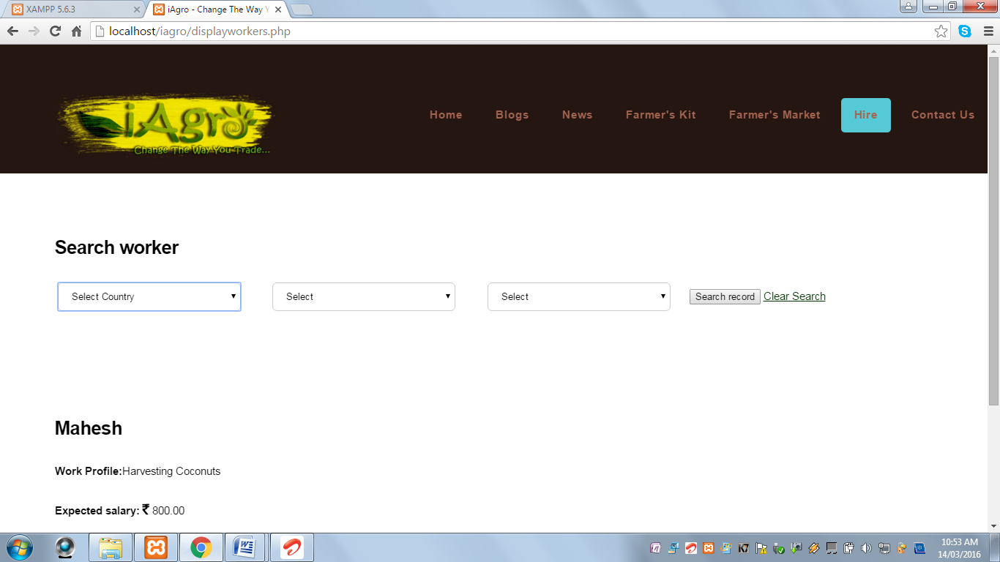 XAMPP 5.6.3
iAgro - Change The Way Y
localhost/iagro/displayworkers.php
iAgro
Change The Way You Trade...
Home Blogs News Farmer's Kit Farmer's Market Hire Contact Us
Search worker
Select Country Select Select Search record Clear Search
Mahesh
Work Profile:Harvesting Coconuts
Expected salary: ₹ 800.00
K7
10:53 AM
14/03/2016